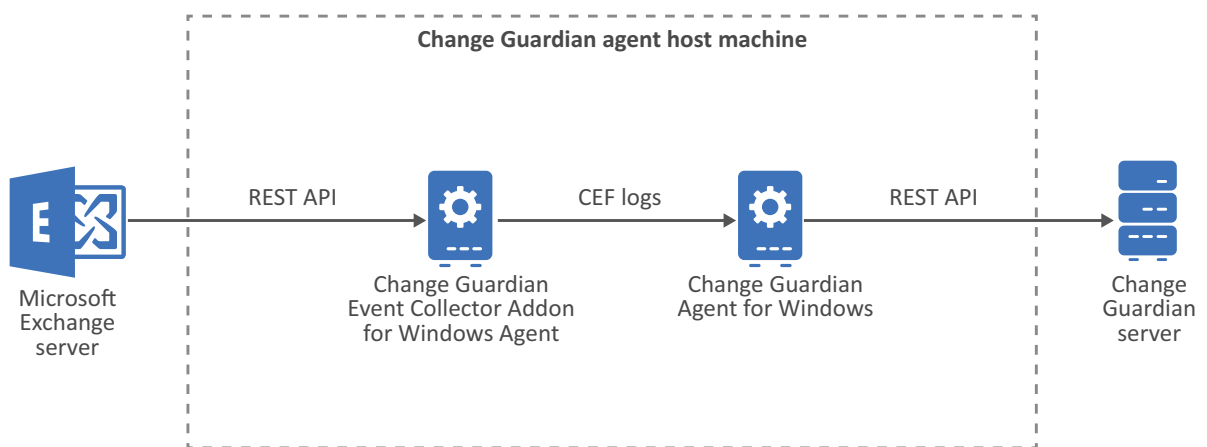 Change Guardian agent host machine
REST API
CEF logs
REST API
E
Microsoft
Exchange
server
Change Guardian
Event Collector Addon
for Windows Agent
Change Guardian
Agent for Windows
Change
Guardian
server